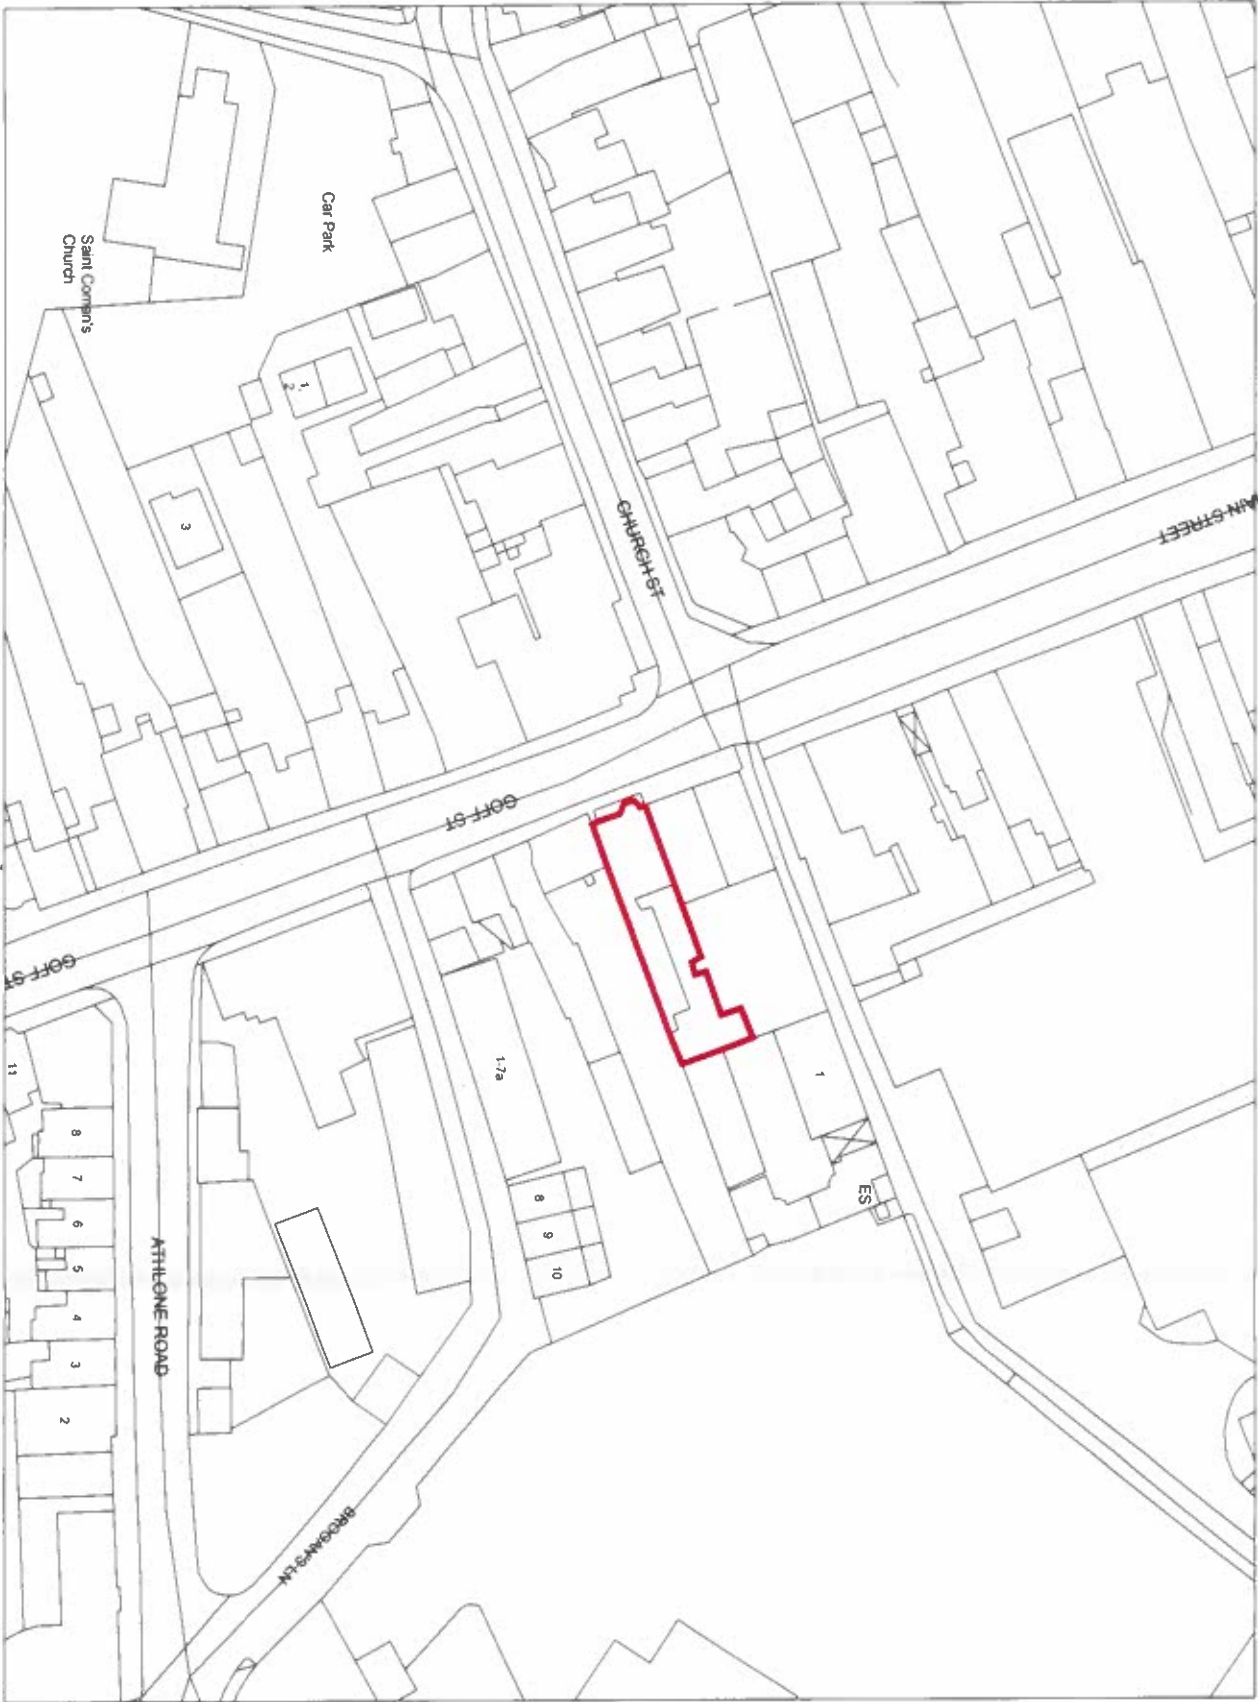 Car Park
Saint Coman's
Church
1
2
3
CHURCH ST
AIN STREET
GOFF ST
GOFF ST
1-7a
1
ES
8
9
10
11
8
7
6
5
4
3
2
ATHLONE ROAD
BROGAN'S LN